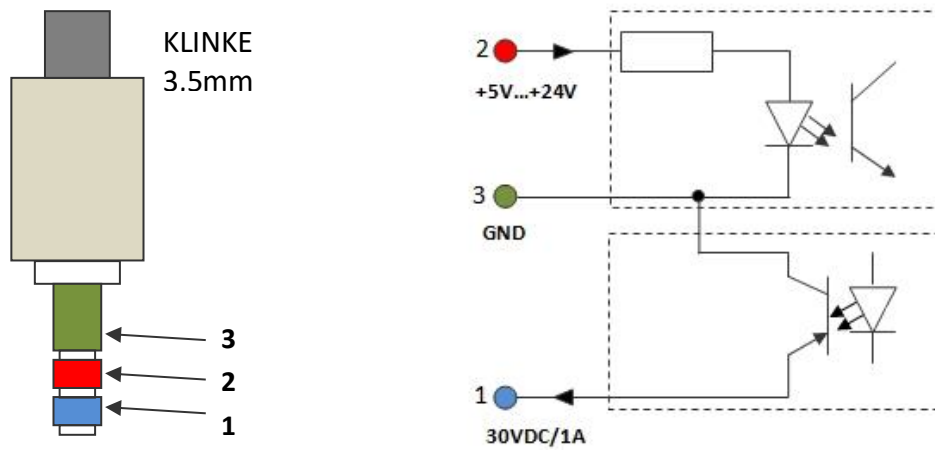 KLINKE
3.5mm
3
2
1
2
+5V...+24V
3
GND
1
30VDC/1A